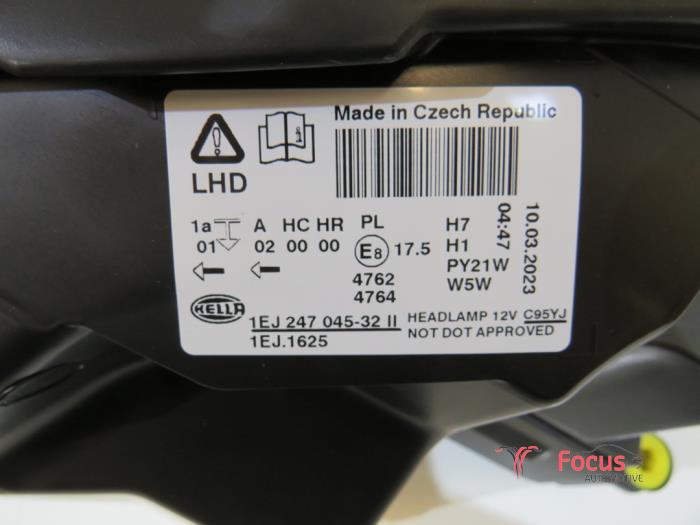 Made in Czech Republic
LHD
10.03.2023
04:47
1a A HC HR PL
01 02 00 00 E8 17.5
4762
4764
H7
H1
PY21W
W5W
HELLA
1EJ 247 045-32 II HEADLAMP 12V C95YJ
1EJ.1625 NOT DOT APPROVED
Focus
AUTOMOTIVE